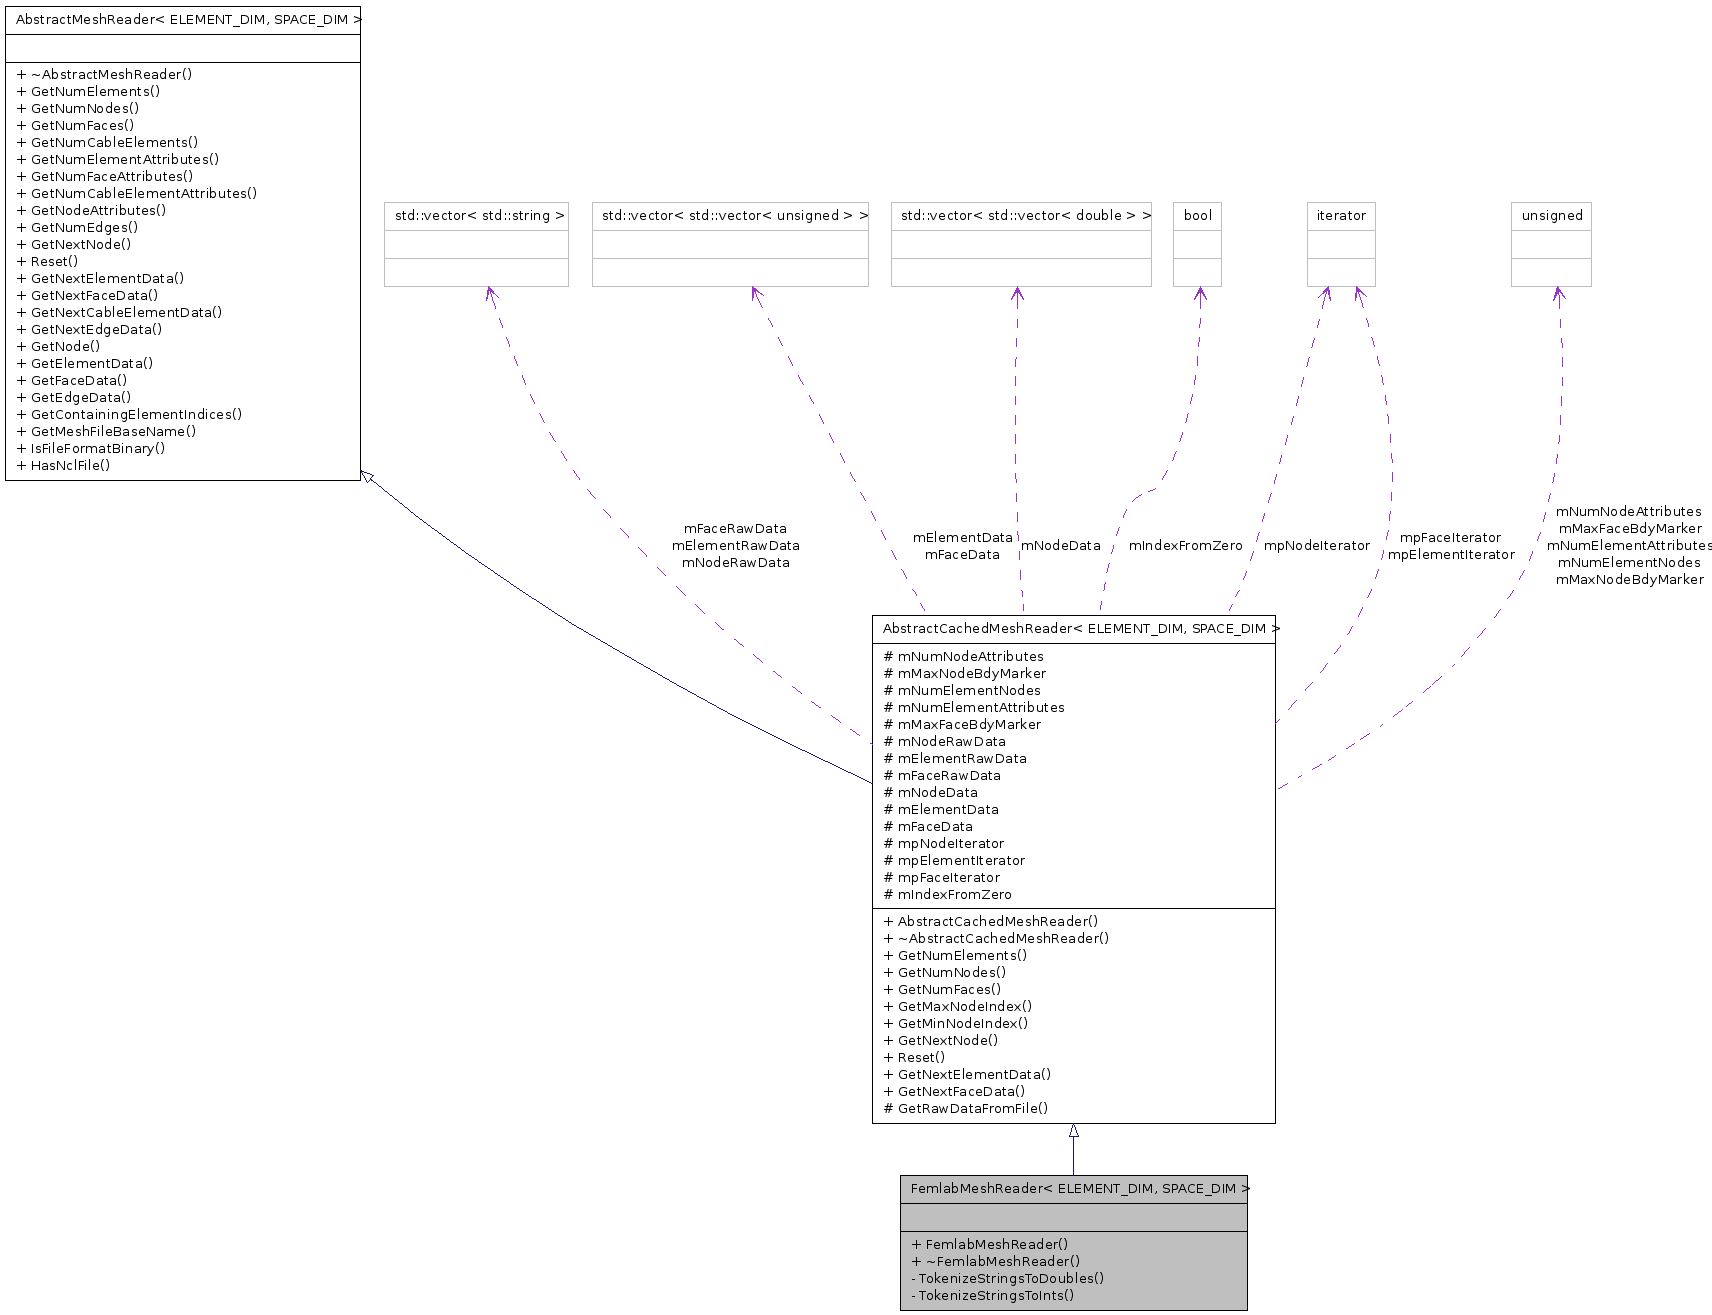 AbstractMeshReader< ELEMENT_DIM, SPACE_DIM >
+ ~AbstractMeshReader()
+ GetNumElements()
+ GetNumNodes()
+ GetNumFaces()
+ GetNumCableElements()
+ GetNumElementAttributes()
+ GetNumFaceAttributes()
+ GetNumCableElementAttributes()
+ GetNodeAttributes()
+ GetNumEdges()
+ GetNextNode()
+ Reset()
+ GetNextElementData()
+ GetNextFaceData()
+ GetNextCableElementData()
+ GetNextEdgeData()
+ GetNode()
+ GetElementData()
+ GetFaceData()
+ GetEdgeData()
+ GetContainingElementIndices()
+ GetMeshFileBaseName()
+ IsFileFormatBinary()
+ HasNclFile()
std::vector< std::string >
std::vector< std::vector< unsigned > >
std::vector< std::vector< double > >
bool
iterator
unsigned
mFaceRawData
mElementRawData
mNodeRawData
mElementData
mFaceData
mNodeData
mIndexFromZero
mpNodeIterator
mpFaceIterator
mpElementIterator
mNumNodeAttributes
mMaxFaceBdyMarker
mNumElementAttributes
mNumElementNodes
mMaxNodeBdyMarker
AbstractCachedMeshReader< ELEMENT_DIM, SPACE_DIM >
# mNumNodeAttributes
# mMaxNodeBdyMarker
# mNumElementNodes
# mNumElementAttributes
# mMaxFaceBdyMarker
# mNodeRawData
# mElementRawData
# mFaceRawData
# mNodeData
# mElementData
# mFaceData
# mpNodeIterator
# mpElementIterator
# mpFaceIterator
# mIndexFromZero
+ AbstractCachedMeshReader()
+ ~AbstractCachedMeshReader()
+ GetNumElements()
+ GetNumNodes()
+ GetNumFaces()
+ GetMaxNodeIndex()
+ GetMinNodeIndex()
+ GetNextNode()
+ Reset()
+ GetNextElementData()
+ GetNextFaceData()
# GetRawDataFromFile()
FemlabMeshReader< ELEMENT_DIM, SPACE_DIM >
+ FemlabMeshReader()
+ ~FemlabMeshReader()
- TokenizeStringsToDoubles()
- TokenizeStringsToInts()